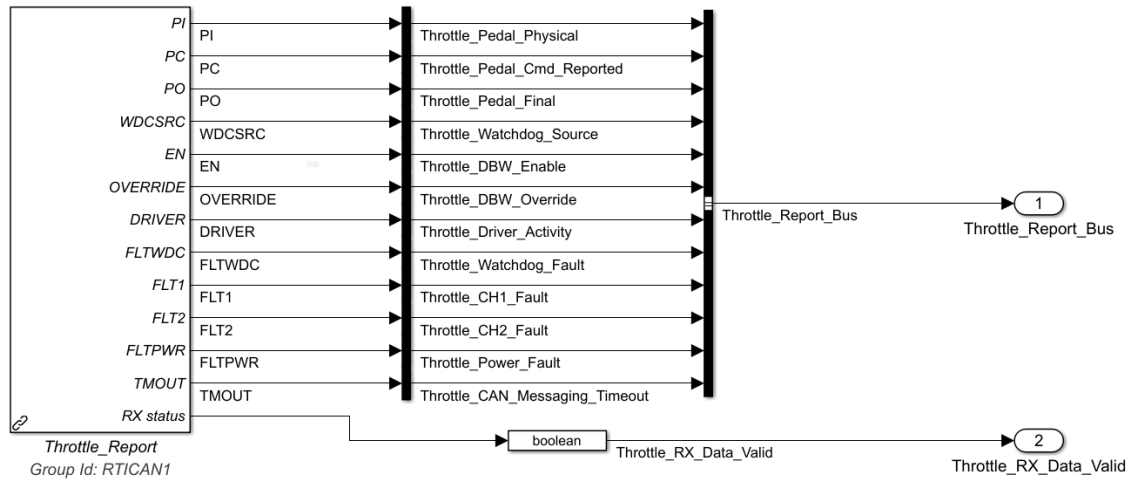 PI
PI
Throttle_Pedal_Physical
PC
PC
Throttle_Pedal_Cmd_Reported
PO
PO
Throttle_Pedal_Final
WDCSRC
WDCSRC
Throttle_Watchdog_Source
EN
EN
Throttle_DBW_Enable
OVERRIDE
OVERRIDE
Throttle_DBW_Override
DRIVER
DRIVER
Throttle_Driver_Activity
FLTWDC
FLTWDC
Throttle_Watchdog_Fault
FLT1
FLT1
Throttle_CH1_Fault
FLT2
FLT2
Throttle_CH2_Fault
FLTPWR
FLTPWR
Throttle_Power_Fault
TMOUT
TMOUT
Throttle_CAN_Messaging_Timeout
RX status
Throttle_Report
Group Id: RTICAN1
Throttle_Report_Bus
1
Throttle_Report_Bus
boolean
Throttle_RX_Data_Valid
2
Throttle_RX_Data_Valid